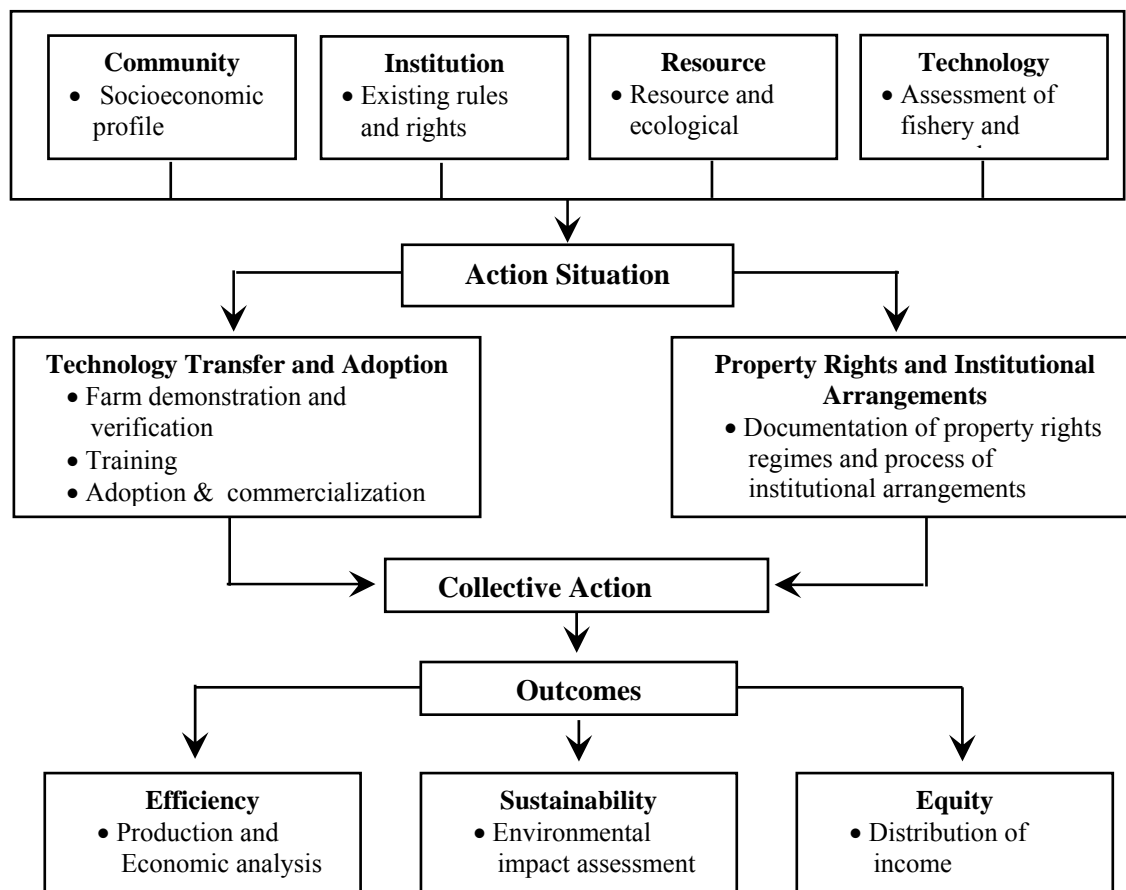 Community
• Socioeconomic
profile
Institution
• Existing rules
and rights
Resource
• Resource and
ecological
Technology
• Assessment of
fishery and
Action Situation
Technology Transfer and Adoption
• Farm demonstration and
verification
• Training
• Adoption & commercialization
Property Rights and Institutional
Arrangements
• Documentation of property rights
regimes and process of
institutional arrangements
Collective Action
Outcomes
Efficiency
• Production and
Economic analysis
Sustainability
• Environmental
impact assessment
Equity
• Distribution of
income